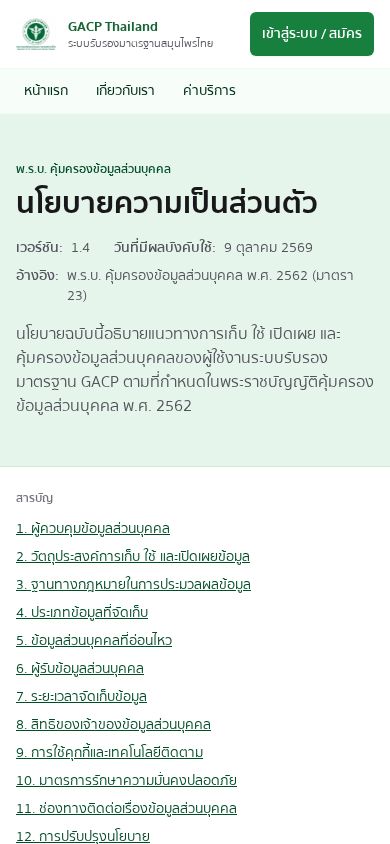 GACP Thailand
ระบบรับรองมาตรฐานสมุนไพรไทย
เข้าสู่ระบบ / สมัคร
หน้าแรก
เกี่ยวกับเรา
ค่าบริการ
พ.ร.บ. คุ้มครองข้อมูลส่วนบุคคล
นโยบายความเป็นส่วนตัว
เวอร์ชัน: 1.4 วันที่มีผลบังคับใช้: 9 ตุลาคม 2569
อ้างอิง: พ.ร.บ. คุ้มครองข้อมูลส่วนบุคคล พ.ศ. 2562 (มาตรา
23)
นโยบายฉบับนี้อธิบายแนวทางการเก็บ ใช้ เปิดเผย และ
คุ้มครองข้อมูลส่วนบุคคลของผู้ใช้งานระบบรับรอง
มาตรฐาน GACP ตามที่กำหนดในพระราชบัญญัติคุ้มครอง
ข้อมูลส่วนบุคคล พ.ศ. 2562
สารบัญ
1. ผู้ควบคุมข้อมูลส่วนบุคคล
2. วัตถุประสงค์การเก็บ ใช้ และเปิดเผยข้อมูล
3. ฐานทางกฎหมายในการประมวลผลข้อมูล
4. ประเภทข้อมูลที่จัดเก็บ
5. ข้อมูลส่วนบุคคลที่อ่อนไหว
6. ผู้รับข้อมูลส่วนบุคคล
7. ระยะเวลาจัดเก็บข้อมูล
8. สิทธิของเจ้าของข้อมูลส่วนบุคคล
9. การใช้คุกกี้และเทคโนโลยีติดตาม
10. มาตรการรักษาความมั่นคงปลอดภัย
11. ช่องทางติดต่อเรื่องข้อมูลส่วนบุคคล
12. การปรับปรุงนโยบาย